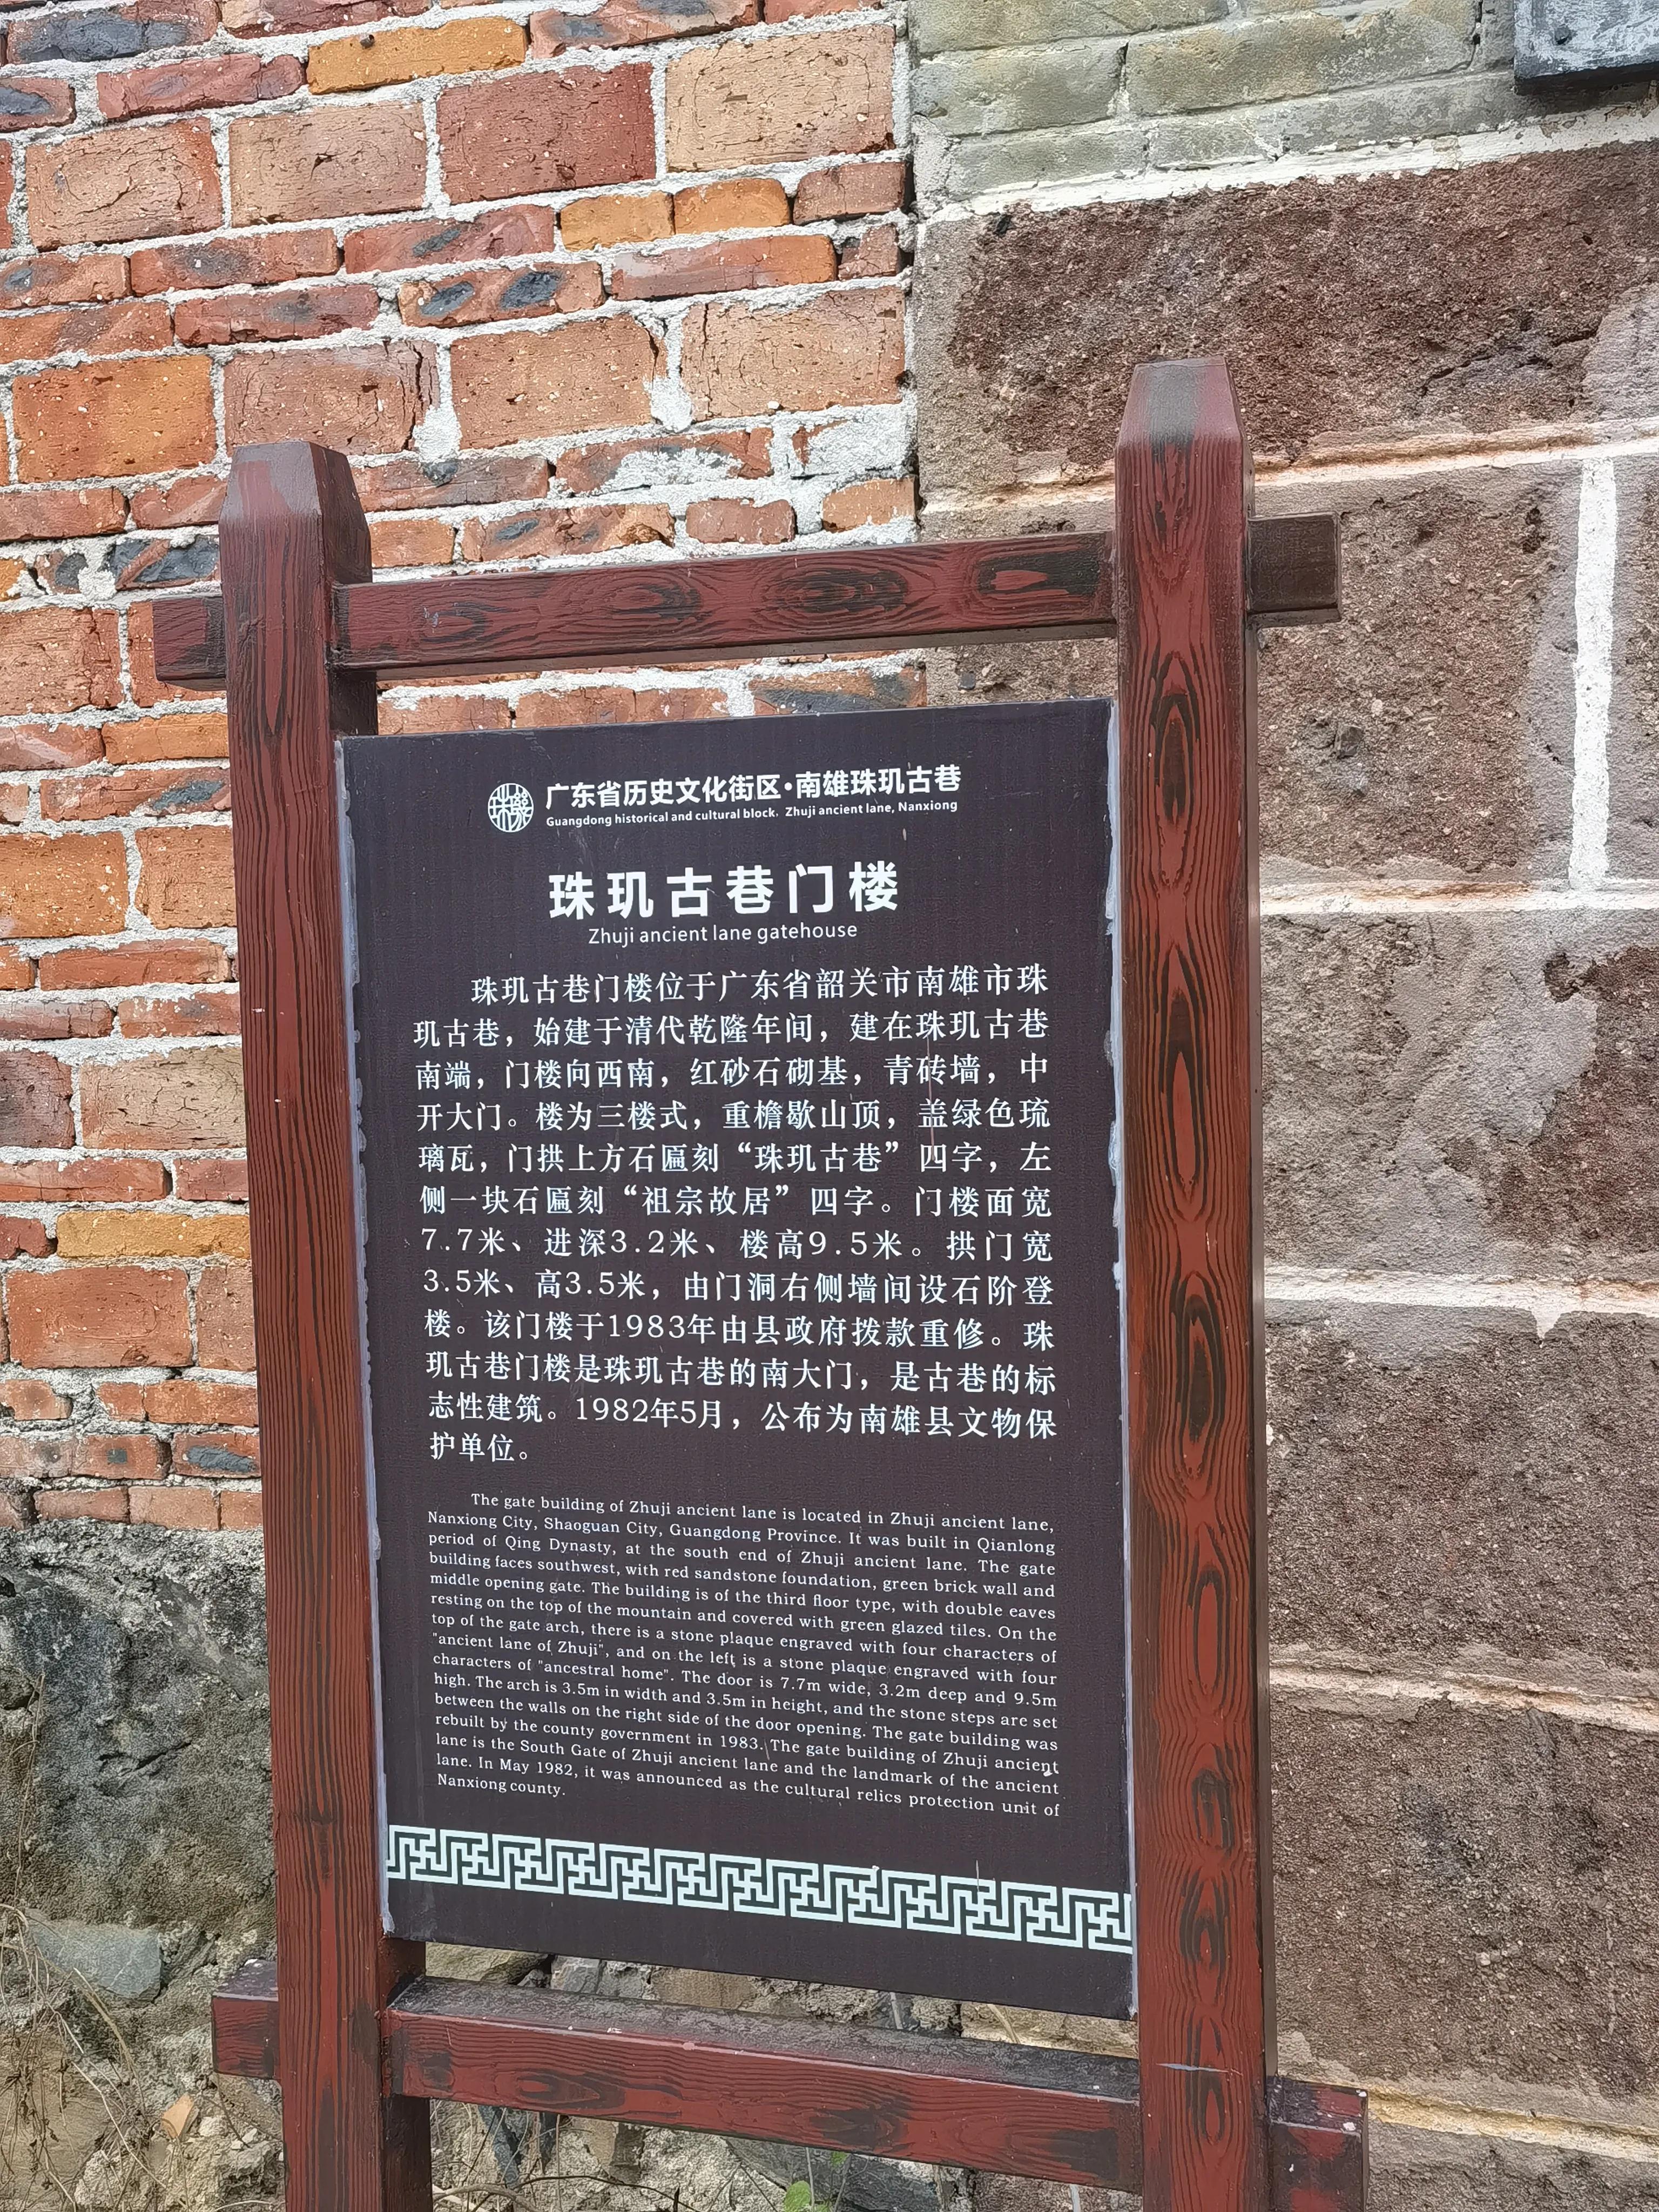 广东省历史文化街区·南雄珠玑古巷
Guangdong historical and cultural block, Zhuji ancient lane, Nanxiong
珠玑古巷门楼
Zhuji ancient lane gatehouse
珠玑古巷门楼位于广东省韶关市南雄市珠
玑古巷，始建于清代乾隆年间，建在珠玑古巷
南端，门楼向西南，红砂石砌基，青砖墙，中
开大门。楼为三楼式，重檐歇山顶，盖绿色琉
璃瓦，门拱上方石匾刻“珠玑古巷”四字，左
侧一块石匾刻“祖宗故居”四字。门楼面宽
7.7米、进深3.2米、楼高9.5米。拱门宽
3.5米、高3.5米，由门洞右侧墙间设石阶登
楼。该门楼于1983年由县政府拨款重修。珠
玑古巷门楼是珠玑古巷的南大门，是古巷的标
志性建筑。1982年5月，公布为南雄县文物保
护单位。
The gate building of Zhuji ancient lane is located in Zhuji ancient lane,
Nanxiong City, Shaoguan City, Guangdong Province. It was built in Qianlong
period of Qing Dynasty, at the south end of Zhuji ancient lane. The gate
building faces southwest, with red sandstone foundation, green brick wall and
middle opening gate. The building is of the third floor type, with double eaves
resting on the top of the mountain and covered with green glazed tiles. On the
top of the gate arch, there is a stone plaque engraved with four characters of
"ancient lane of Zhuji", and on the left is a stone plaque engraved with four
characters of "ancestral home". The door is 7.7m wide, 3.2m deep and 9.5m
high. The arch is 3.5m in width and 3.5m in height, and the stone steps are set
between the walls on the right side of the door opening. The gate building was
rebuilt by the county government in 1983. The gate building of Zhuji ancient
lane is the South Gate of Zhuji ancient lane and the landmark of the ancient
lane. In May 1982, it was announced as the cultural relics protection unit of
Nanxiong county.